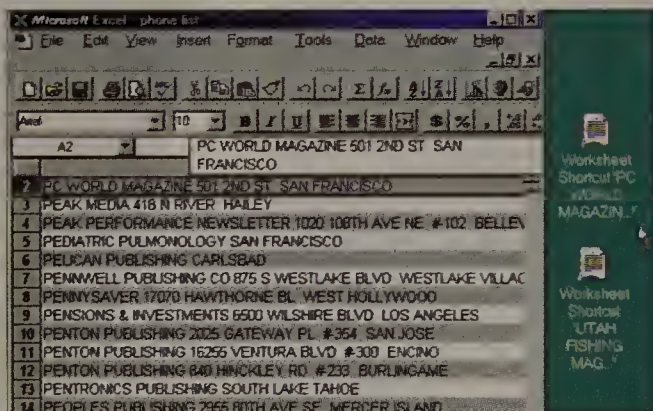 Microsoft Excel - phone list
File Edit View Insert Format Tools Data Window Help
Arial 10 B I U $ % ,
A2 PC WORLD MAGAZINE 501 2ND ST SAN
FRANCISCO
2 PC WORLD MAGAZINE 501 2ND ST SAN FRANCISCO
3 PEAK MEDIA 418 N RIVER HAILEY
4 PEAK PERFORMANCE NEWSLETTER 1020 108TH AVE NE #102 BELLEV
5 PEDIATRIC PULMONOLOGY SAN FRANCISCO
6 PELICAN PUBLISHING CARLSBAD
7 PENNWELL PUBLISHING CO 875 S WESTLAKE BLVD WESTLAKE VILLAG
8 PENNYSAVER 17070 HAWTHORNE BL WEST HOLLYWOOD
9 PENSIONS & INVESTMENTS 6500 WILSHIRE BLVD LOS ANGELES
10 PENTON PUBLISHING 2025 GATEWAY PL #354 SAN JOSE
11 PENTON PUBLISHING 16255 VENTURA BLVD #300 ENCINO
12 PENTON PUBLISHING 840 HINCKLEY RD #233 BURLINGAME
13 PENTRONICS PUBLISHING SOUTH LAKE TAHOE
14 PEOPLES PUBLISHING 2955 80TH AVE SE MERCER ISLAND
Worksheet
Shortcut 'PC
WORLD
MAGAZIN...'
Worksheet
Shortcut
'UTAH
FISHING
MAG...'